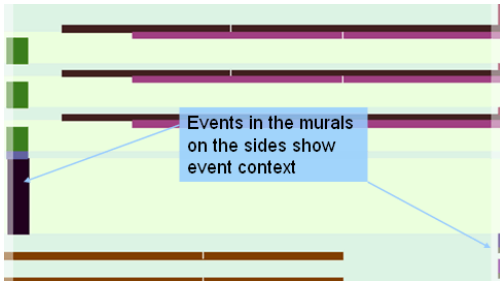 Events in the murals
on the sides show
event context